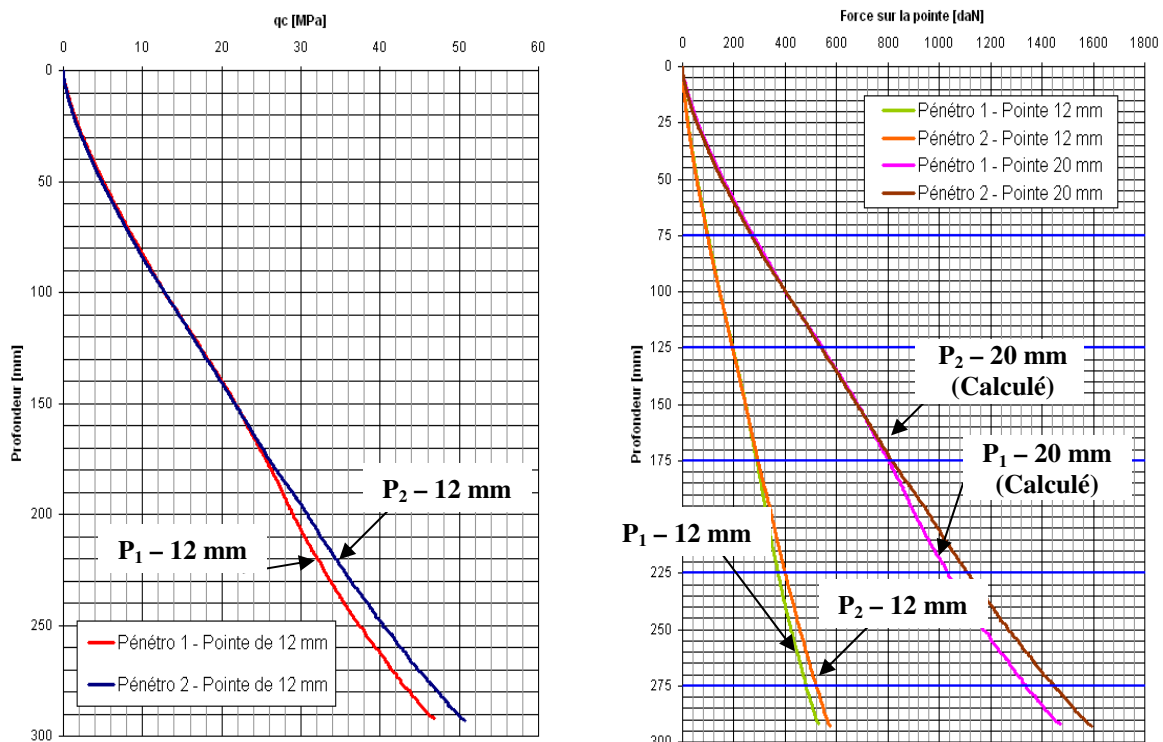 qc [MPa]
0 10 20 30 40 50 60
0
50
100
150
200
250
300
Profondeur [mm]
P2 – 12 mm
P1 – 12 mm
Pénétro 1 - Pointe de 12 mm
Pénétro 2 - Pointe de 12 mm
Force sur la pointe [daN]
0 200 400 600 800 1000 1200 1400 1600 1800
0
25
50
75
100
125
150
175
200
225
250
275
300
Profondeur [mm]
Pénétro 1 - Pointe 12 mm
Pénétro 2 - Pointe 12 mm
Pénétro 1 - Pointe 20 mm
Pénétro 2 - Pointe 20 mm
P2 – 20 mm
(Calculé)
P1 – 20 mm
(Calculé)
P1 – 12 mm
P2 – 12 mm